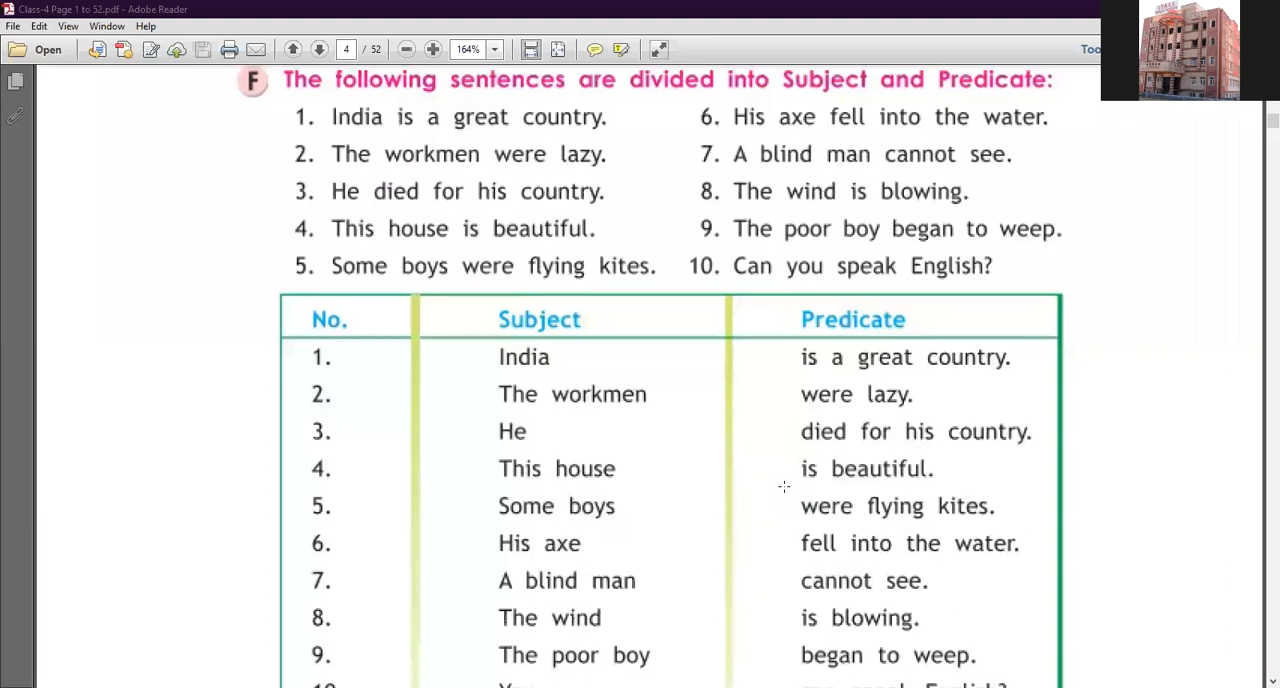 Class-4 Page 1 to 52.pdf - Adobe Reader
File Edit View Window Help
Open 4 / 52 164% Too
F The following sentences are divided into Subject and Predicate:
1. India is a great country.
2. The workmen were lazy.
3. He died for his country.
4. This house is beautiful.
5. Some boys were flying kites.
6. His axe fell into the water.
7. A blind man cannot see.
8. The wind is blowing.
9. The poor boy began to weep.
10. Can you speak English?
No. Subject Predicate
1. India is a great country.
2. The workmen were lazy.
3. He died for his country.
4. This house is beautiful.
5. Some boys were flying kites.
6. His axe fell into the water.
7. A blind man cannot see.
8. The wind is blowing.
9. The poor boy began to weep.
10. You can speak English?